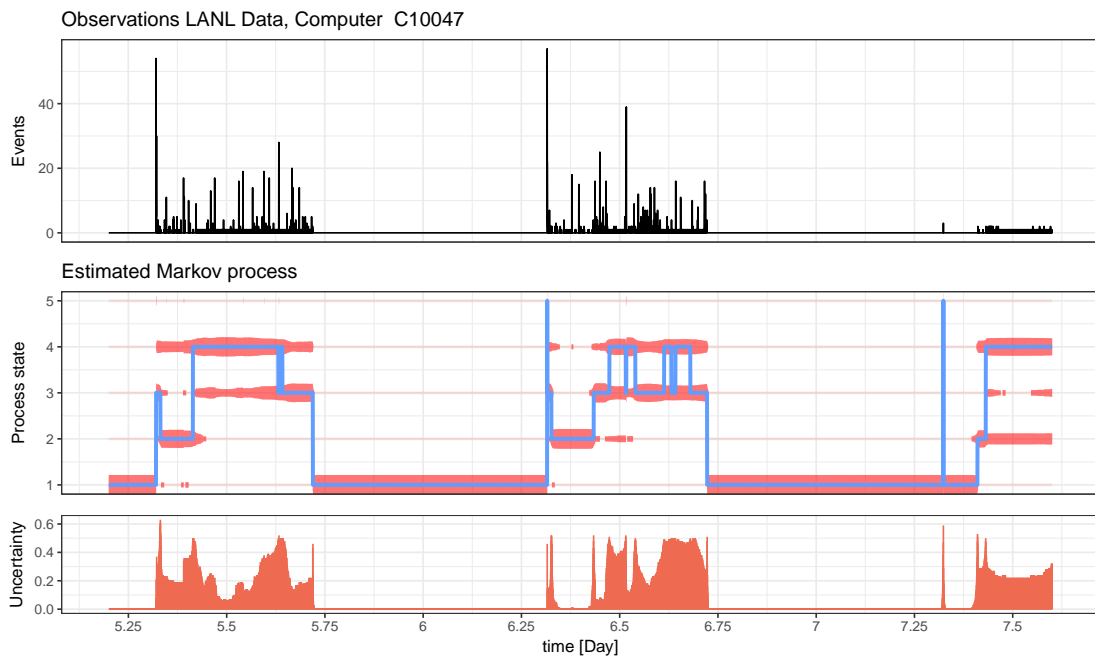 Observations LANL Data, Computer  C10047
Events
40
20
0
Estimated Markov process
Process state
5
4
3
2
1
Uncertainty
0.6
0.4
0.2
0.0
5.25 5.5 5.75 6 6.25 6.5 6.75 7 7.25 7.5
time [Day]